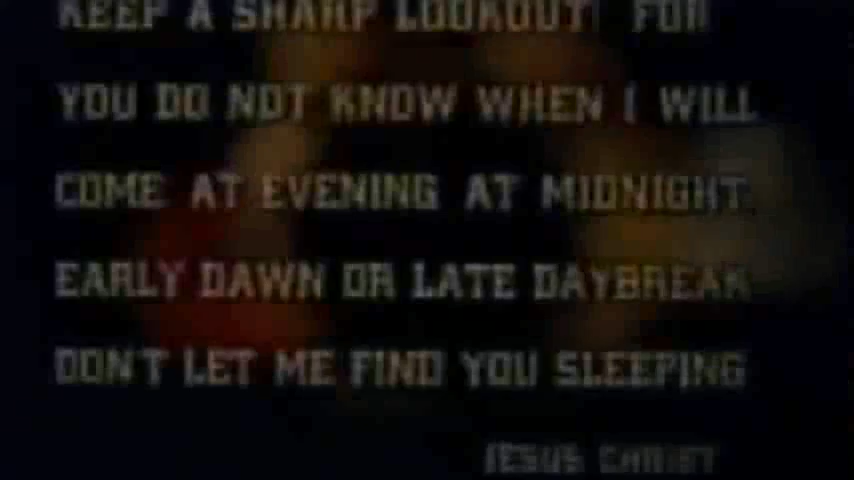 KEEP A SHARP LOOKOUT FOR
YOU DO NOT KNOW WHEN I WILL
COME AT EVENING AT MIDNIGHT
EARLY DAWN OR LATE DAYBREAK
DON'T LET ME FIND YOU SLEEPING
JESUS CHRIST